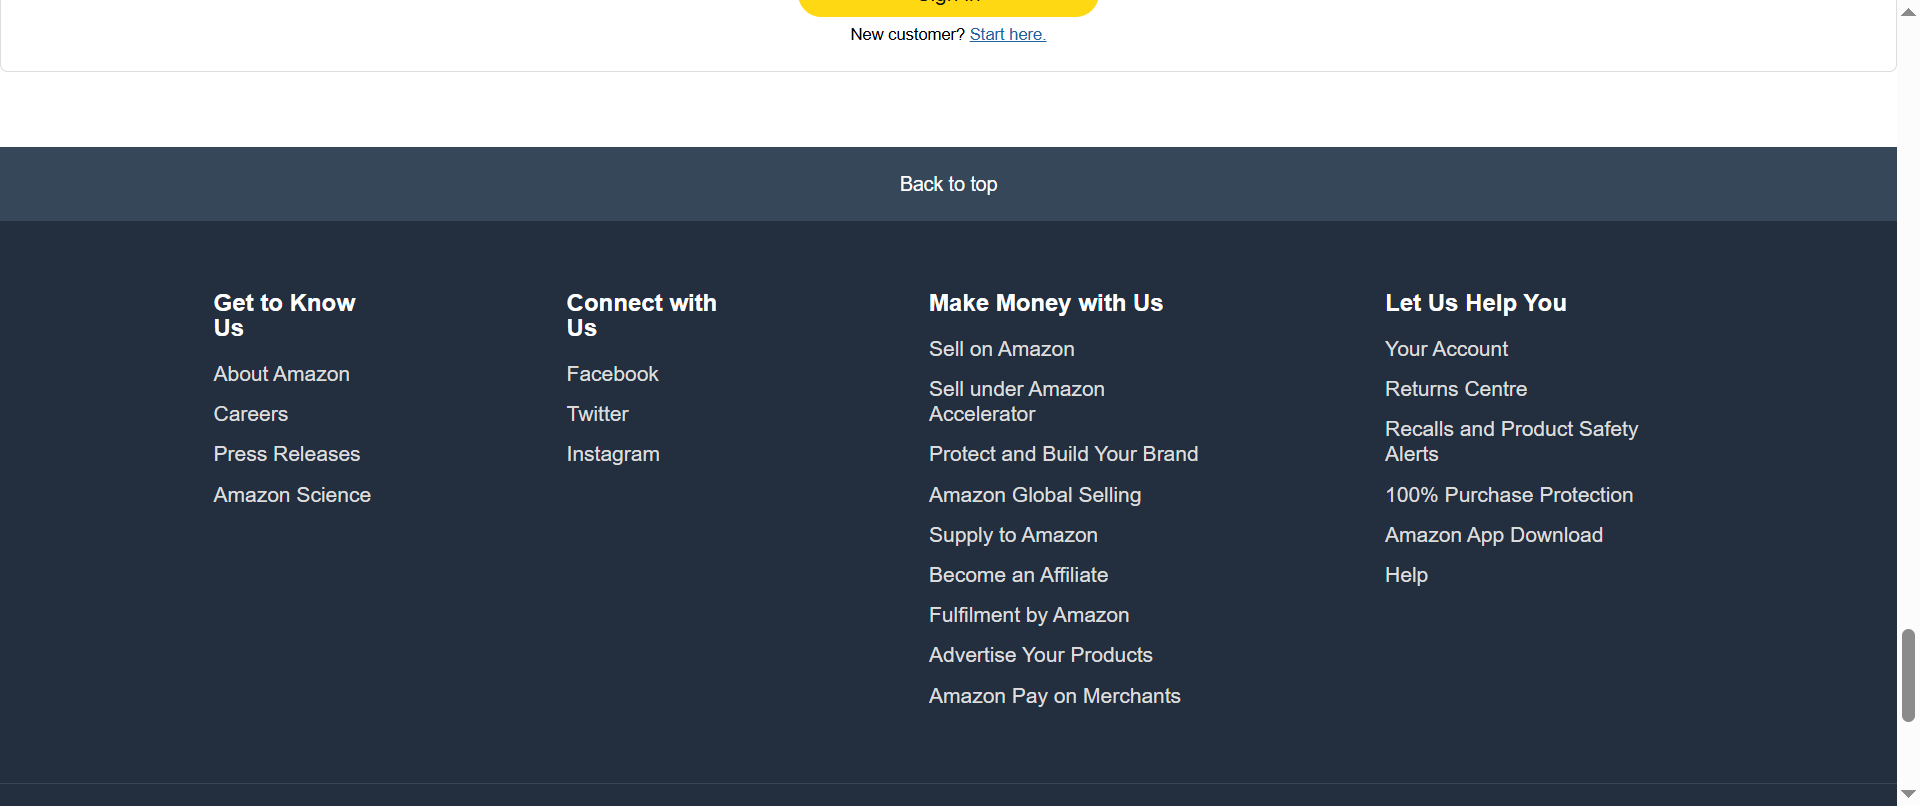 New customer? Start here.
Back to top
Get to Know
Us
About Amazon
Careers
Press Releases
Amazon Science
Connect with
Us
Facebook
Twitter
Instagram
Make Money with Us
Sell on Amazon
Sell under Amazon
Accelerator
Protect and Build Your Brand
Amazon Global Selling
Supply to Amazon
Become an Affiliate
Fulfilment by Amazon
Advertise Your Products
Amazon Pay on Merchants
Let Us Help You
Your Account
Returns Centre
Recalls and Product Safety
Alerts
100% Purchase Protection
Amazon App Download
Help